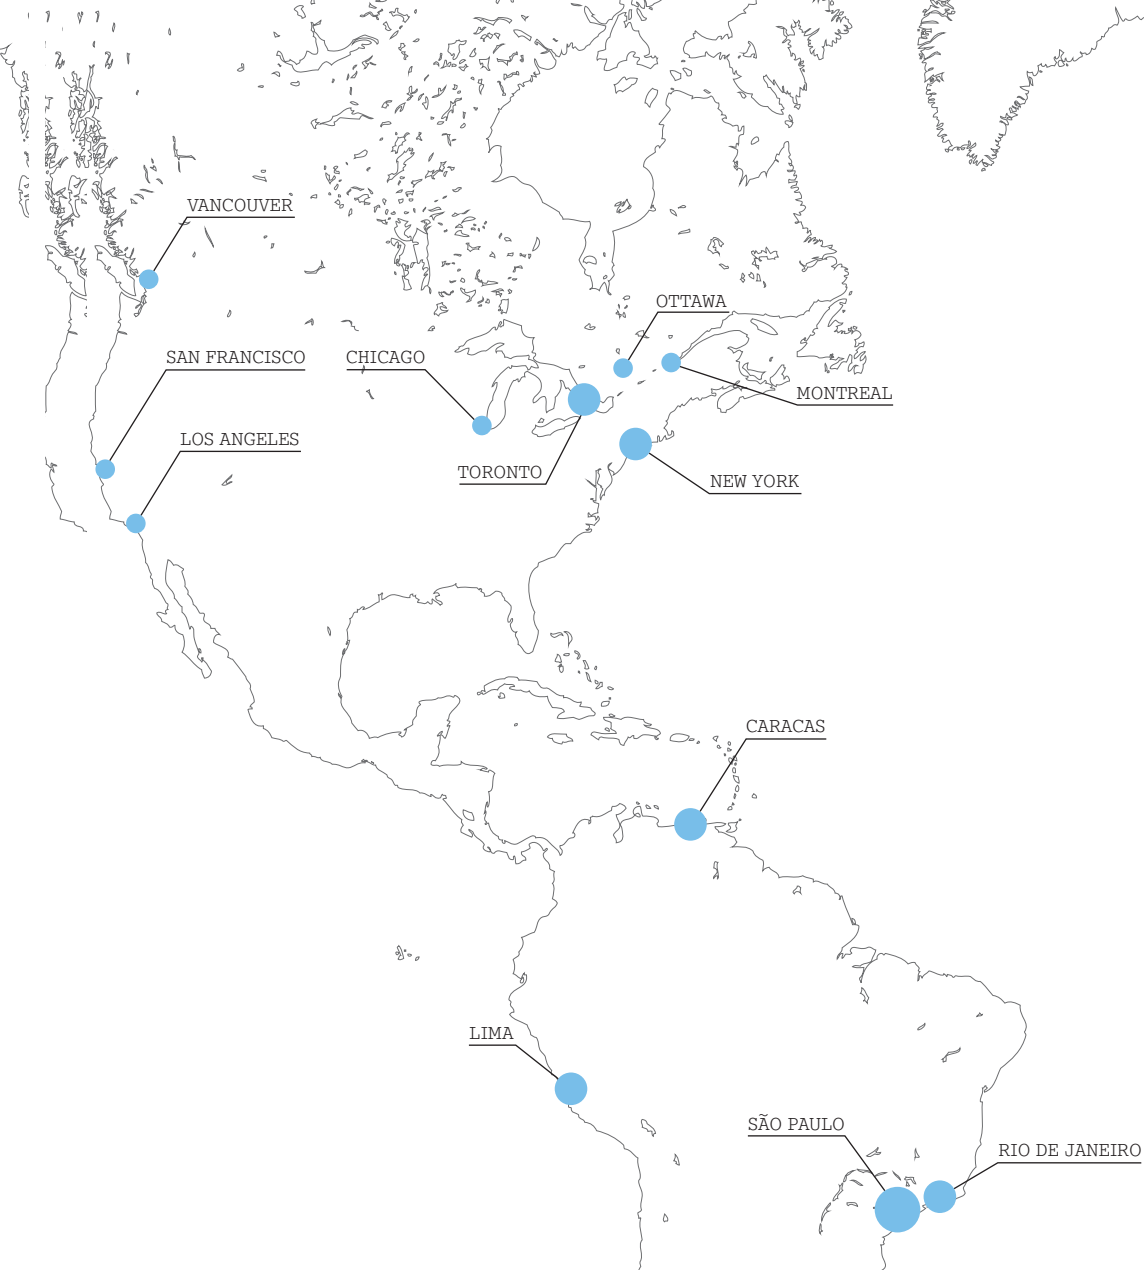 VANCOUVER
OTTAWA
SAN FRANCISCO
CHICAGO
MONTREAL
LOS ANGELES
TORONTO
NEW YORK
CARACAS
LIMA
SÃO PAULO
RIO DE JANEIRO